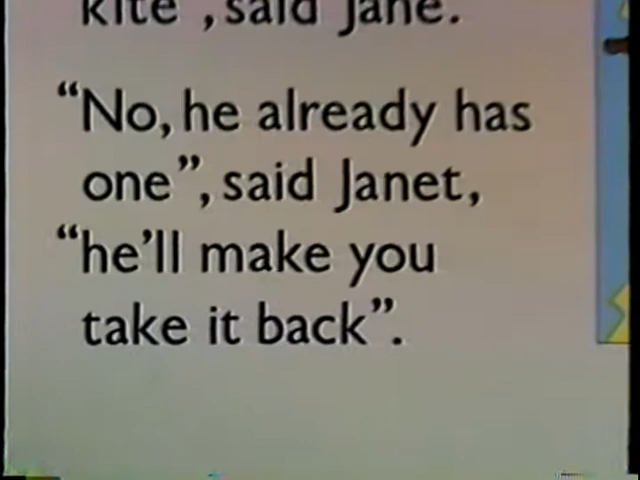 kite”, said Jane.
“No, he already has
one”, said Janet,
“he’ll make you
take it back”.